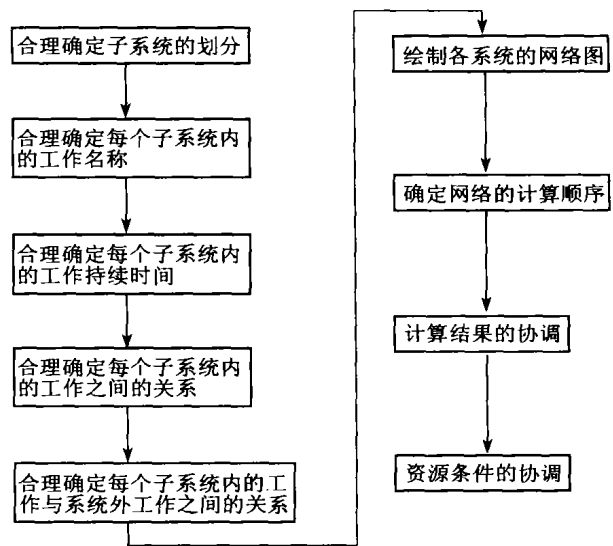 合理确定子系统的划分
合理确定每个子系统内
的工作名称
合理确定每个子系统内
的工作持续时间
合理确定每个子系统内
的工作之间的关系
合理确定每个子系统内的工
作与系统外工作之间的关系
绘制各系统的网络图
确定网络的计算顺序
计算结果的协调
资源条件的协调